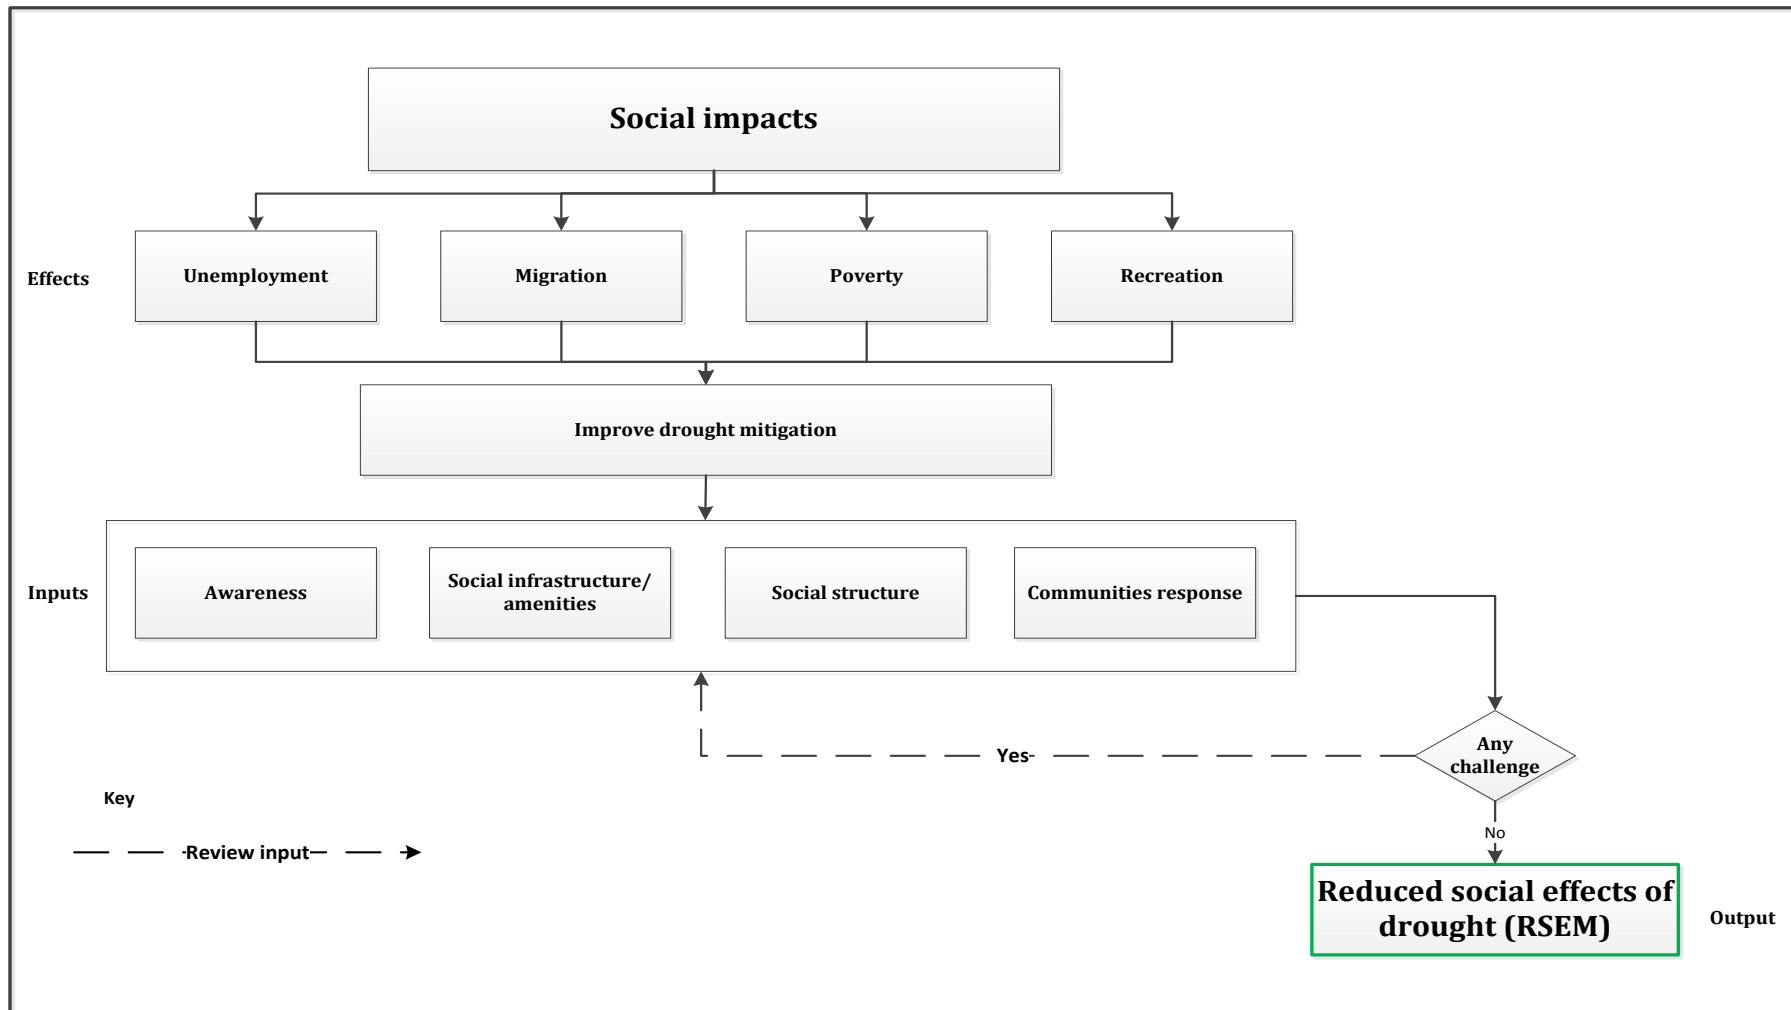 Social impacts
Effects
Unemployment
Migration
Poverty
Recreation
Improve drought mitigation
Inputs
Awareness
Social infrastructure/
amenities
Social structure
Communities response
Yes
Any
challenge
Key
Review input
No
Reduced social effects of
drought (RSEM)
Output